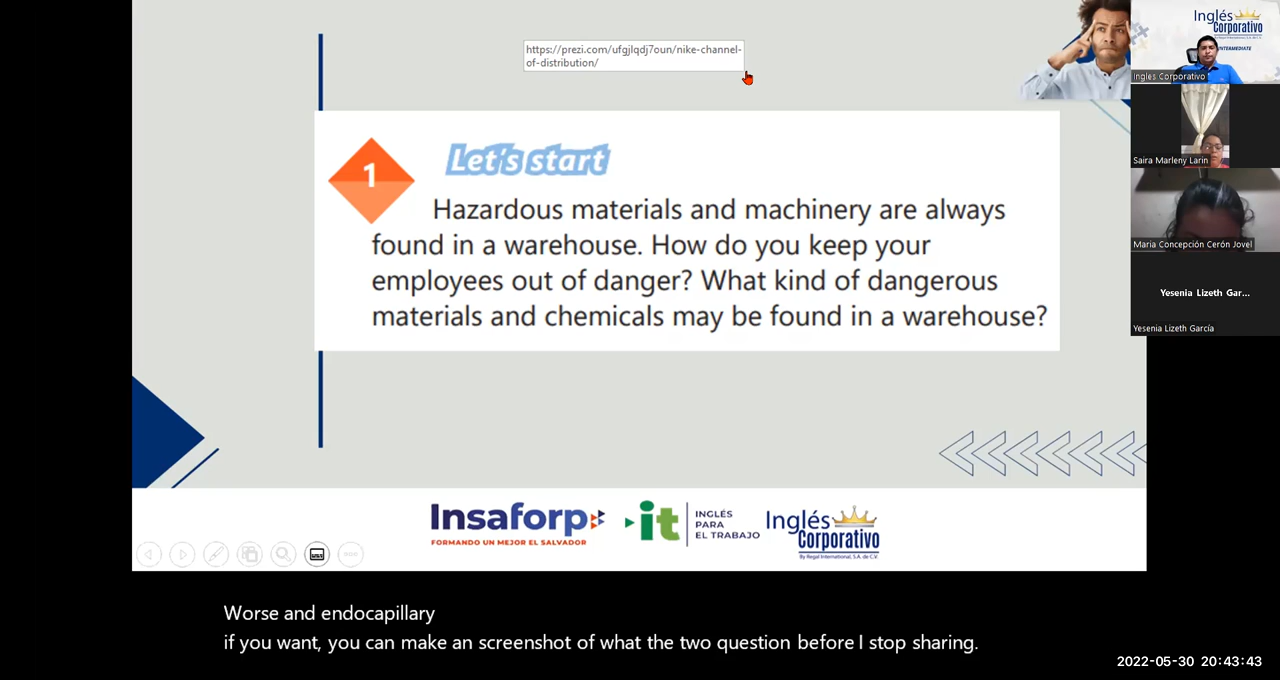 https://prezi.com/ufgjlqdj7oun/nike-channel-
of-distribution/
Inglés
Corporativo
INTERMEDIATE
Ingles Corporativo
Saira Marleny Larin
Maria Concepción Cerón Jovel
Yesenia Lizeth Gar...
Yesenia Lizeth García
1
Let's start
Hazardous materials and machinery are always
found in a warehouse. How do you keep your
employees out of danger? What kind of dangerous
materials and chemicals may be found in a warehouse?
Insaforp
FORMANDO UN MEJOR EL SALVADOR
it
INGLÉS
PARA
EL TRABAJO
Inglés
Corporativo
By Regal International, S.A. de C.V.
Worse and endocapillary
if you want, you can make an screenshot of what the two question before I stop sharing.
2022-05-30 20:43:43